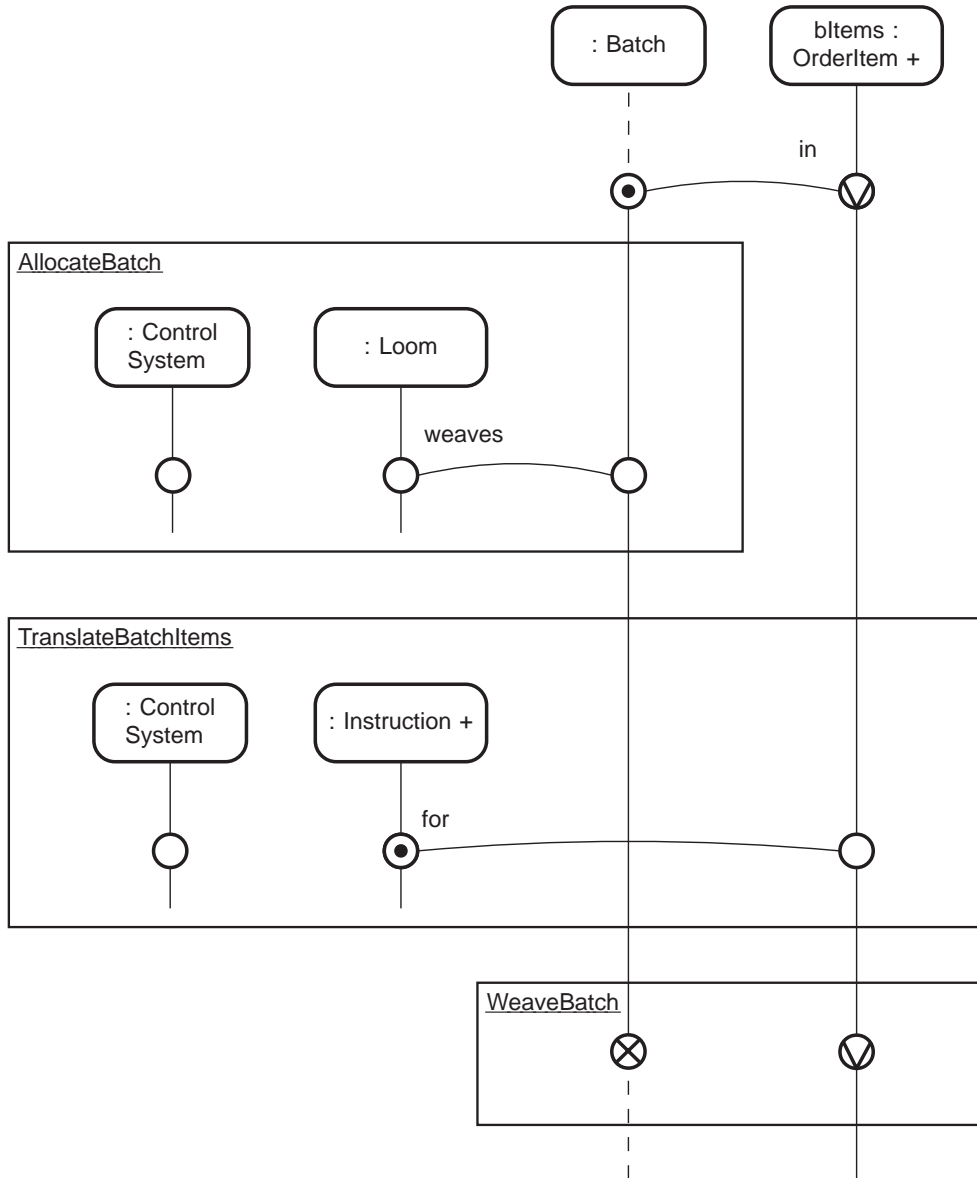 : Batch
bItems :
OrderItem +
in
AllocateBatch
: Control
System
: Loom
weaves
TranslateBatchItems
: Control
System
: Instruction +
for
WeaveBatch